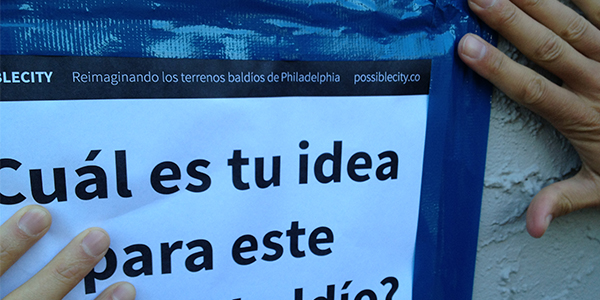 BLECITY Reimaginando los terrenos baldíos de Philadelphia possiblecity.co
Cuál es tu idea
para este